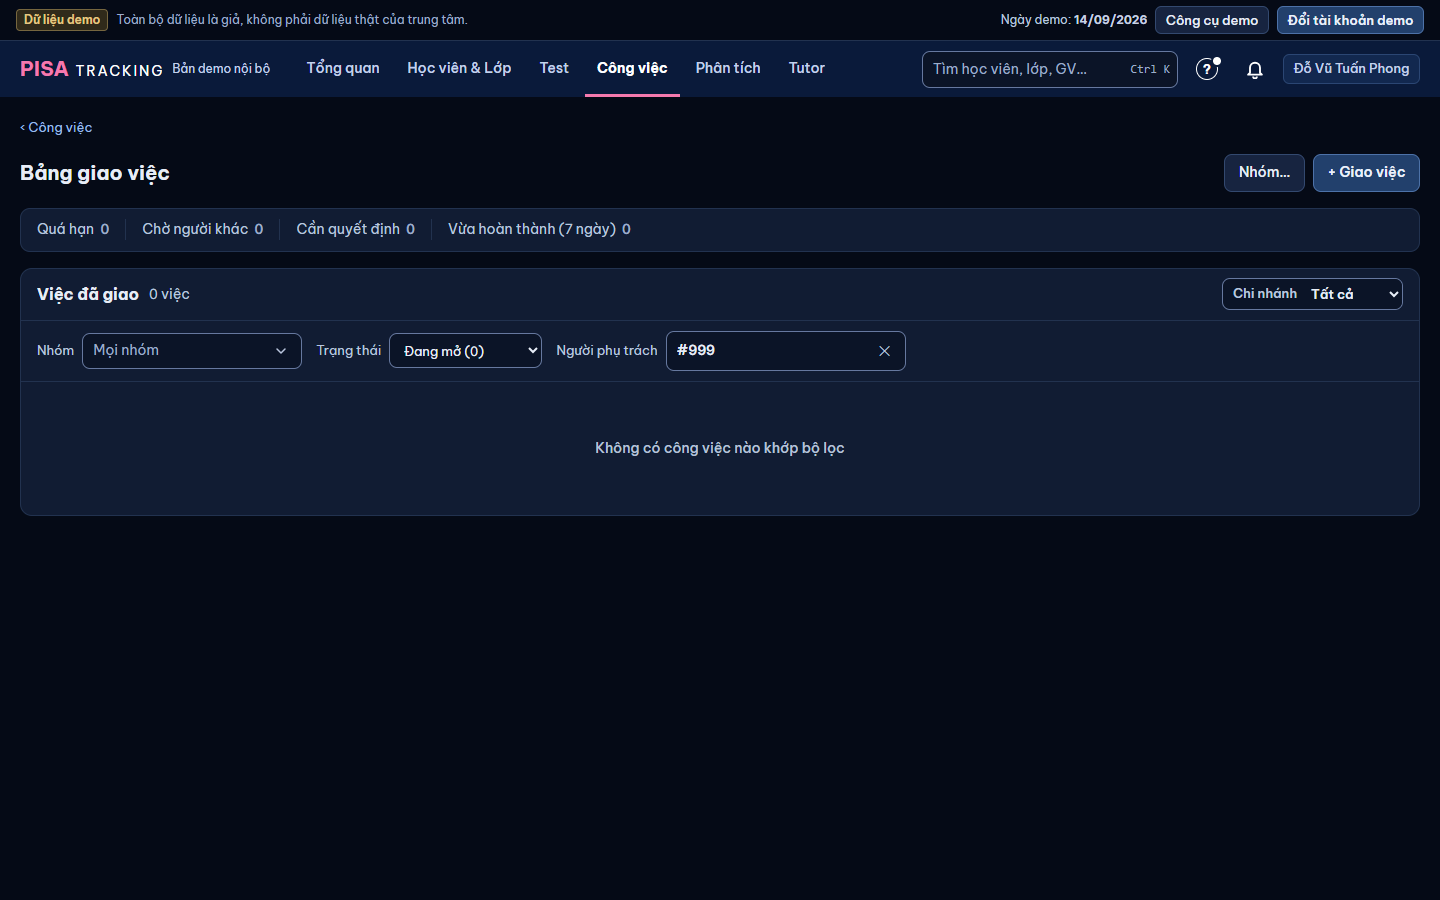 Dữ liệu demo Toàn bộ dữ liệu là giả, không phải dữ liệu thật của trung tâm. Ngày demo: 14/09/2026 Công cụ demo Đổi tài khoản demo
PISA TRACKING Bản demo nội bộ Tổng quan Học viên & Lớp Test Công việc Phân tích Tutor Tìm học viên, lớp, GV... Ctrl K ? Đỗ Vũ Tuấn Phong
‹ Công việc
Bảng giao việc Nhóm... + Giao việc
Quá hạn 0 Chờ người khác 0 Cần quyết định 0 Vừa hoàn thành (7 ngày) 0
Việc đã giao 0 việc Chi nhánh Tất cả
Nhóm Mọi nhóm Trạng thái Đang mở (0) Người phụ trách #999
Không có công việc nào khớp bộ lọc